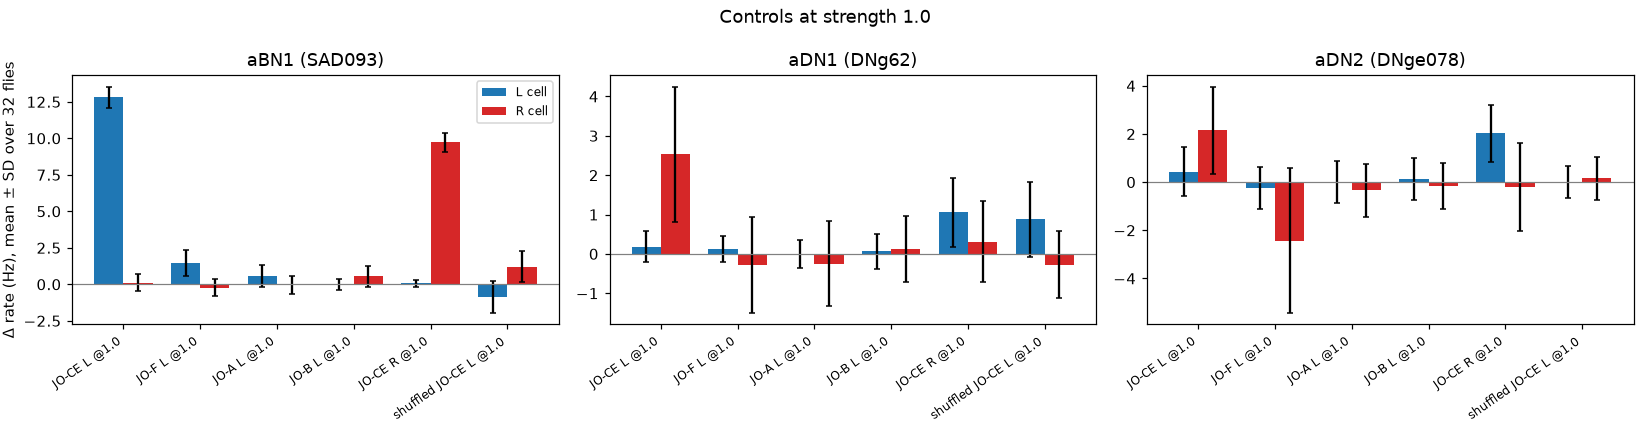 Controls at strength 1.0
aBN1 (SAD093)
Δ rate (Hz), mean ± SD over 32 flies
12.5
10.0
7.5
5.0
2.5
0.0
−2.5
L cell
R cell
JO-CE L @1.0
JO-F L @1.0
JO-A L @1.0
JO-B L @1.0
JO-CE R @1.0
shuffled JO-CE L @1.0
aDN1 (DNg62)
4
3
2
1
0
−1
JO-CE L @1.0
JO-F L @1.0
JO-A L @1.0
JO-B L @1.0
JO-CE R @1.0
shuffled JO-CE L @1.0
aDN2 (DNge078)
4
2
0
−2
−4
JO-CE L @1.0
JO-F L @1.0
JO-A L @1.0
JO-B L @1.0
JO-CE R @1.0
shuffled JO-CE L @1.0